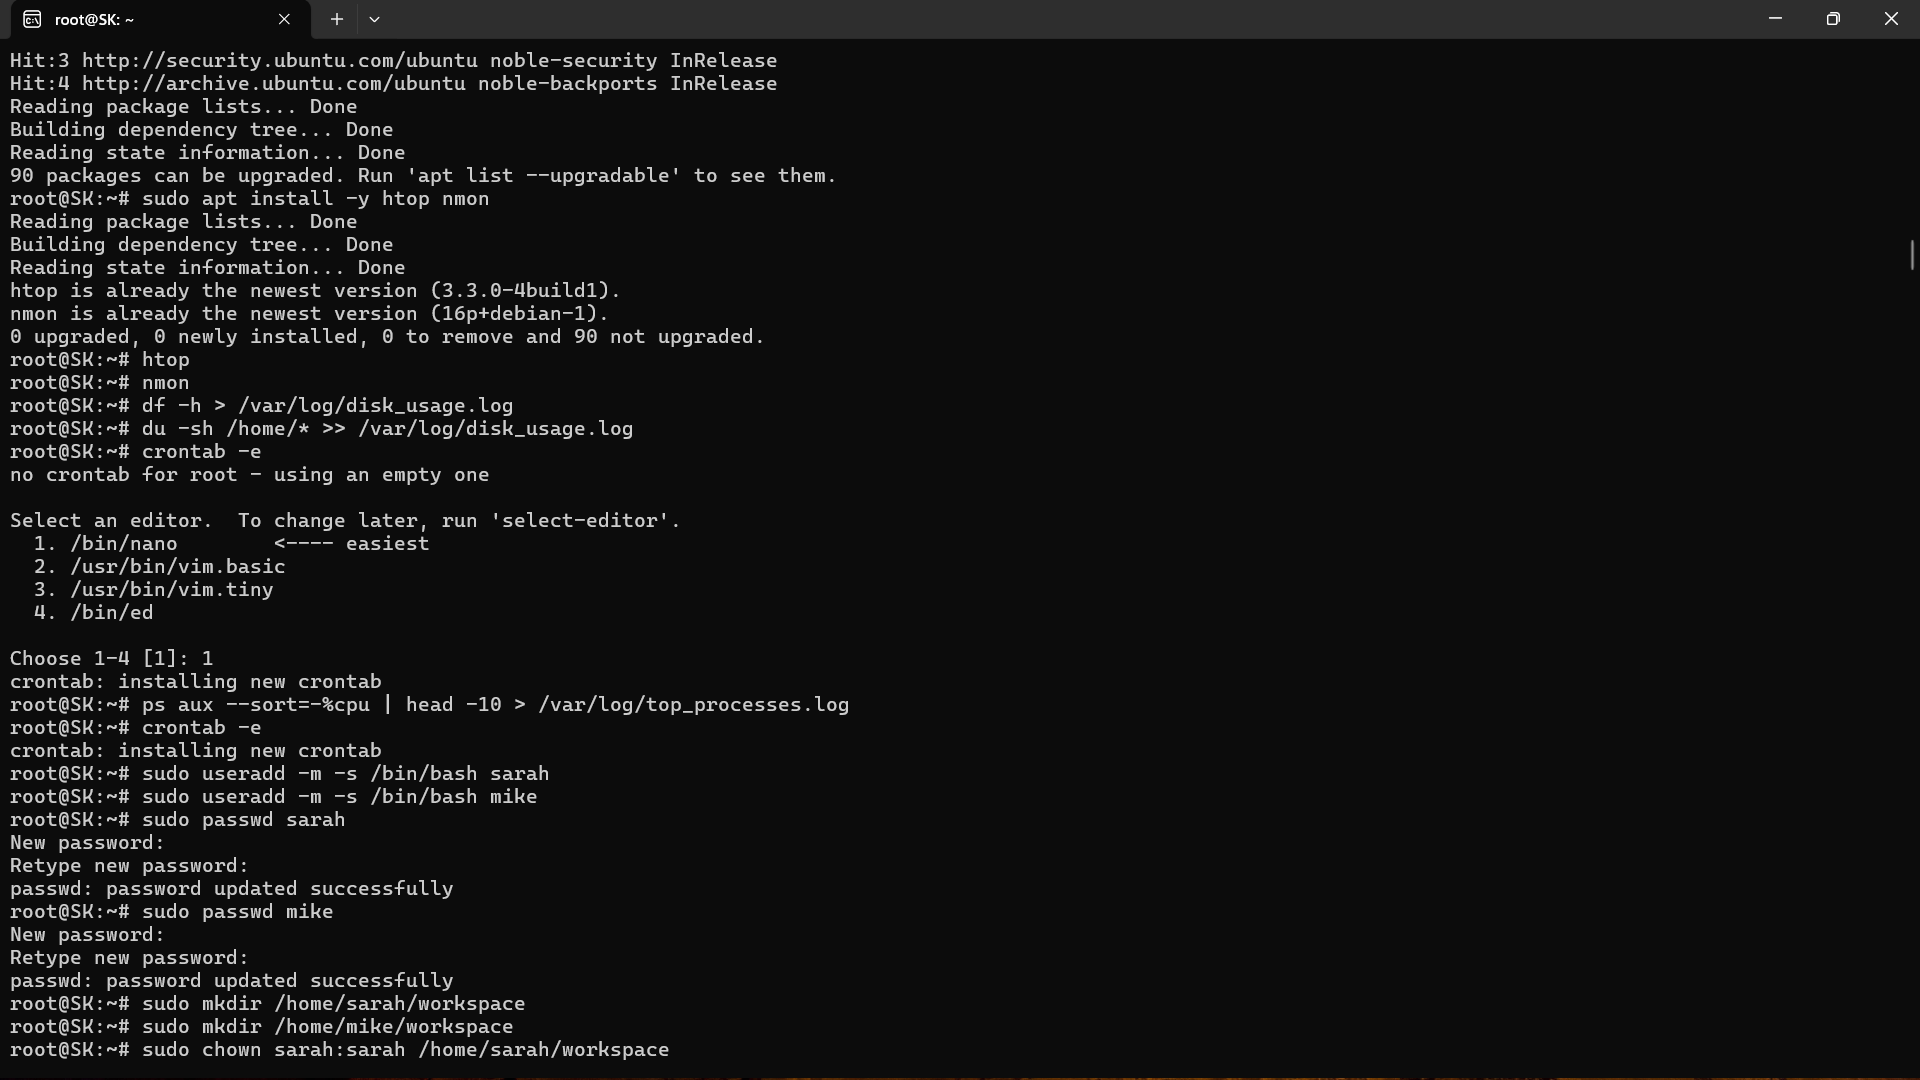 root@SK: ~
Hit:3 http://security.ubuntu.com/ubuntu noble-security InRelease
Hit:4 http://archive.ubuntu.com/ubuntu noble-backports InRelease
Reading package lists... Done
Building dependency tree... Done
Reading state information... Done
90 packages can be upgraded. Run 'apt list --upgradable' to see them.
root@SK:~# sudo apt install -y htop nmon
Reading package lists... Done
Building dependency tree... Done
Reading state information... Done
htop is already the newest version (3.3.0-4build1).
nmon is already the newest version (16p+debian-1).
0 upgraded, 0 newly installed, 0 to remove and 90 not upgraded.
root@SK:~# htop
root@SK:~# nmon
root@SK:~# df -h > /var/log/disk_usage.log
root@SK:~# du -sh /home/* >> /var/log/disk_usage.log
root@SK:~# crontab -e
no crontab for root - using an empty one

Select an editor.  To change later, run 'select-editor'.
  1. /bin/nano        <---- easiest
  2. /usr/bin/vim.basic
  3. /usr/bin/vim.tiny
  4. /bin/ed

Choose 1-4 [1]: 1
crontab: installing new crontab
root@SK:~# ps aux --sort=-%cpu | head -10 > /var/log/top_processes.log
root@SK:~# crontab -e
crontab: installing new crontab
root@SK:~# sudo useradd -m -s /bin/bash sarah
root@SK:~# sudo useradd -m -s /bin/bash mike
root@SK:~# sudo passwd sarah
New password:
Retype new password:
passwd: password updated successfully
root@SK:~# sudo passwd mike
New password:
Retype new password:
passwd: password updated successfully
root@SK:~# sudo mkdir /home/sarah/workspace
root@SK:~# sudo mkdir /home/mike/workspace
root@SK:~# sudo chown sarah:sarah /home/sarah/workspace